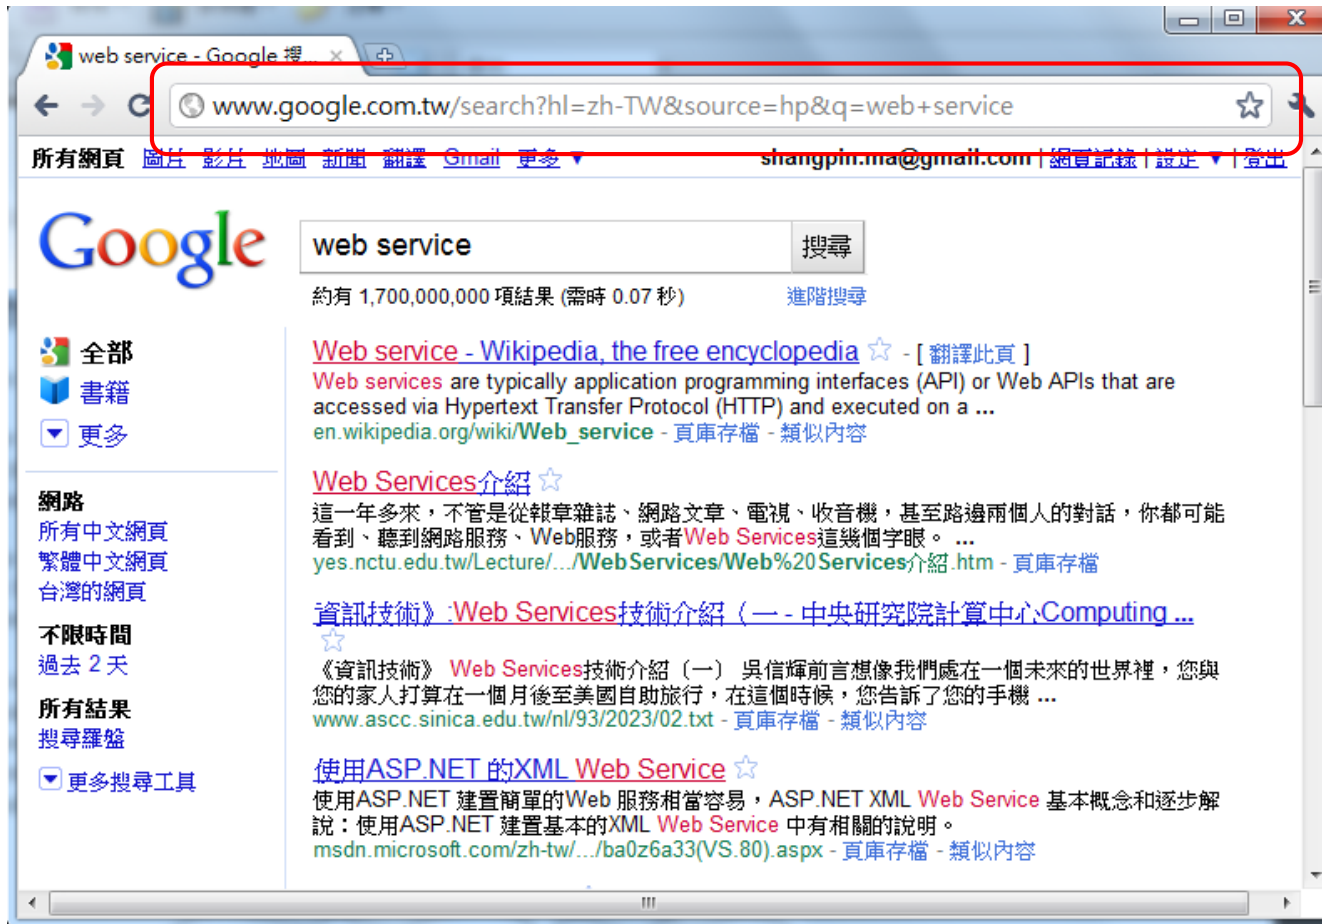 web service - Google 搜...
www.google.com.tw/search?hl=zh-TW&source=hp&q=web+service
所有網頁 圖片 影片 地圖 新聞 翻譯 Gmail 更多 ▼ shangpin.ma@gmail.com | 網頁記錄 | 設定 ▼ | 登出
Google
web service 搜尋
約有 1,700,000,000 項結果 (需時 0.07 秒) 進階搜尋
全部
書籍
更多
網路
所有中文網頁
繁體中文網頁
台灣的網頁
不限時間
過去 2 天
所有結果
搜尋羅盤
更多搜尋工具
Web service - Wikipedia, the free encyclopedia - [ 翻譯此頁 ]
Web services are typically application programming interfaces (API) or Web APIs that are
accessed via Hypertext Transfer Protocol (HTTP) and executed on a ...
en.wikipedia.org/wiki/Web_service - 頁庫存檔 - 類似內容
Web Services介紹
這一年多來，不管是從報章雜誌、網路文章、電視、收音機，甚至路邊兩個人的對話，你都可能
看到、聽到網路服務、Web服務，或者Web Services這幾個字眼。 ...
yes.nctu.edu.tw/Lecture/.../WebServices/Web%20Services介紹.htm - 頁庫存檔
資訊技術》:Web Services技術介紹（一 - 中央研究院計算中心Computing ...
《資訊技術》 Web Services技術介紹（一） 吳信輝前言想像我們處在一個未來的世界裡，您與
您的家人打算在一個月後至美國自助旅行，在這個時候，您告訴了您的手機 ...
www.ascc.sinica.edu.tw/nl/93/2023/02.txt - 頁庫存檔 - 類似內容
使用ASP.NET 的XML Web Service
使用ASP.NET 建置簡單的Web 服務相當容易，ASP.NET XML Web Service 基本概念和逐步解
說：使用ASP.NET 建置基本的XML Web Service 中有相關的說明。
msdn.microsoft.com/zh-tw/.../ba0z6a33(VS.80).aspx - 頁庫存檔 - 類似內容